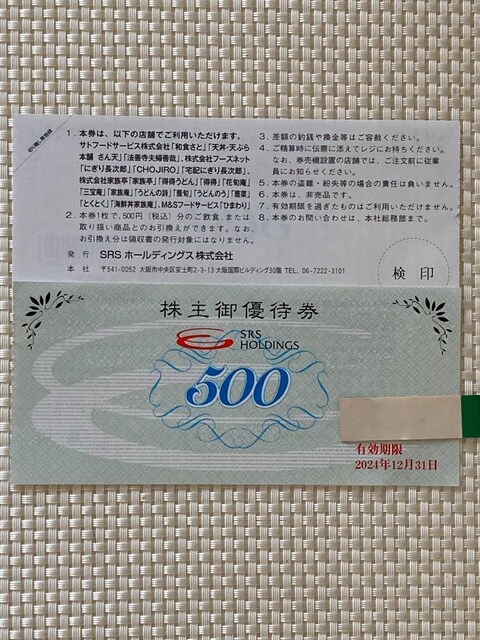 切り離し無効
1. 本券は、以下の店舗でご利用いただけます。
サトフードサービス株式会社「和食さと」「天丼・天ぷら
本舗 さん天」「法善寺夫婦善哉」、株式会社フーズネット
「にぎり長次郎」「CHOJIRO」「宅配にぎり長次郎」、
株式会社家族亭「家族亭」「得得うどん」「得得」「花旬庵」
「三宝庵」「家族庵」「うどんの詩」「蕎旬」「うどんのう」「蕎菜」
「とくとく」「海鮮丼家族庵」、M&Sフードサービス「ひまわり」
2. 本券1枚で、500円（税込）分のご飲食、または
取り扱い商品とのお引換えができます。なお、
お引換え分は領収書の発行対象にはなりません。
3. 差額の釣銭や換金等はご容赦ください。
4. ご精算時に伝票に添えてレジにお持ちください。
なお、券売機設置の店舗では、ご注文前に従業
員にお知らせください。
5. 本券の盗難・紛失等の場合の責任は負いません。
6. 本券は、非売品です。
7. 有効期限を過ぎたものはご利用いただけません。
8. 本券のお問い合わせは、本社総務部まで。
発 行 SRS ホールディングス 株式会社
本 社 〒541-0052 大阪市中央区安土町2-3-13 大阪国際ビルディング30階 TEL. 06-7222-3101
検 印
株主御優待券
SRS
HOLDINGS
500
有効期限
2024年12月31日